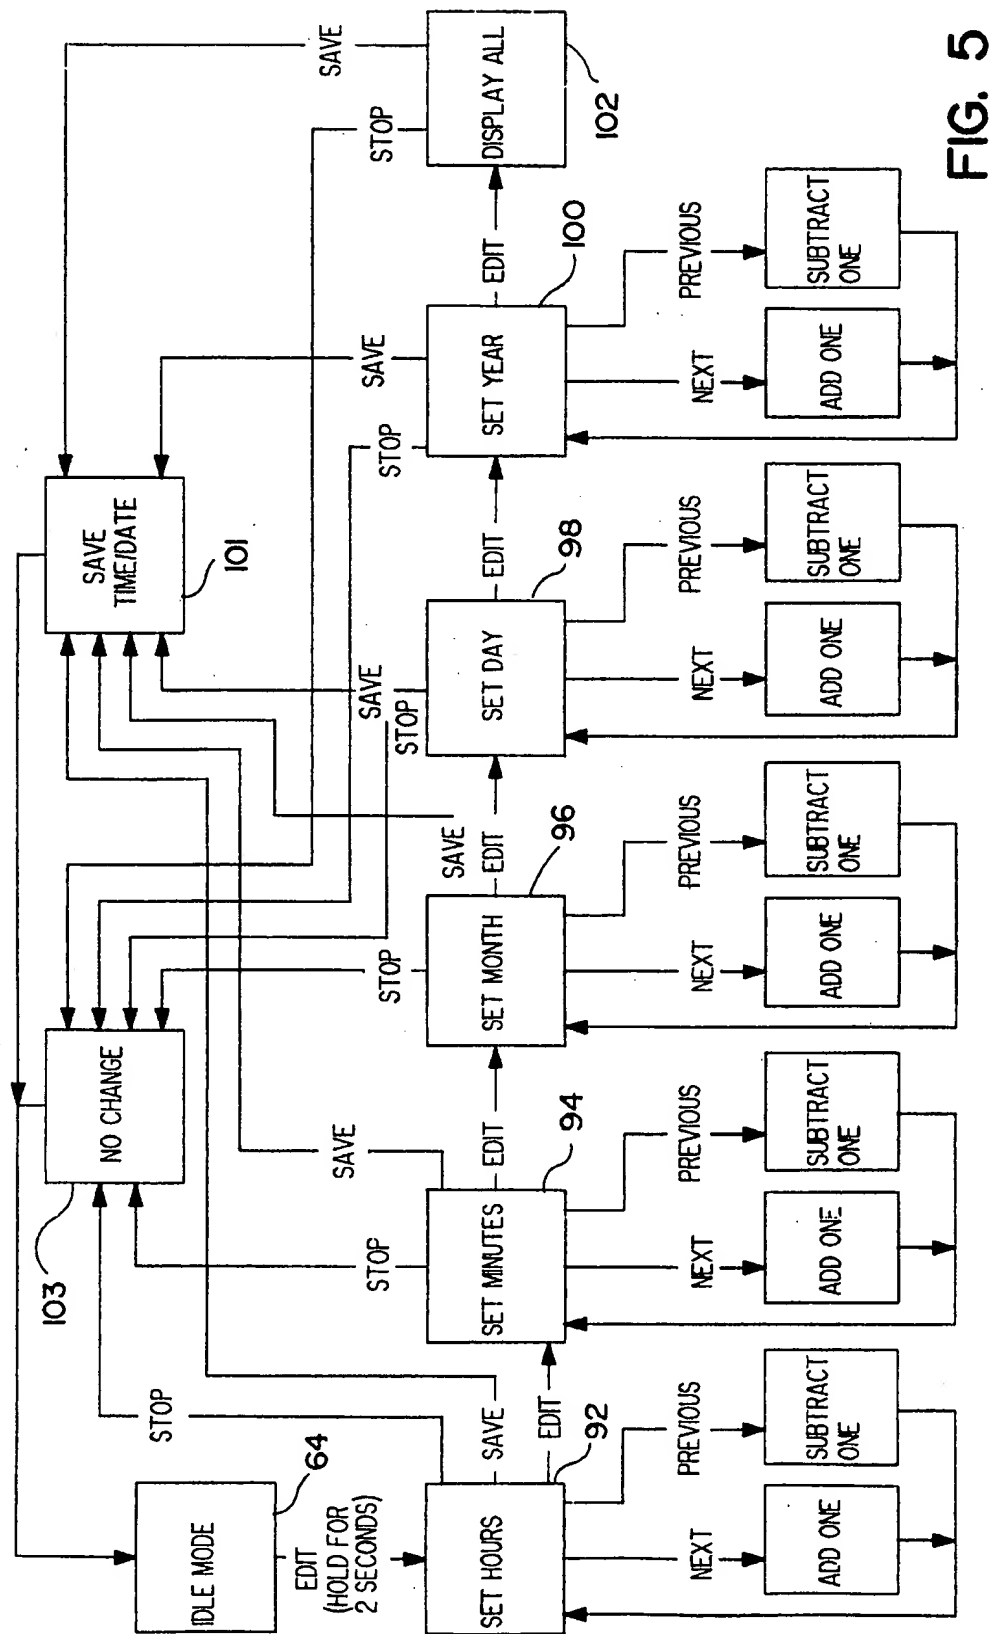 SAVE
TIME/DATE
101
NO CHANGE
103
IDLE MODE
64
EDIT
(HOLD FOR
2 SECONDS)
STOP
SAVE
STOP
SAVE
STOP
SAVE
STOP
SAVE
STOP
SAVE
STOP
SAVE
SET HOURS
92
EDIT
SET MINUTES
94
EDIT
SET MONTH
96
EDIT
SET DAY
98
EDIT
SET YEAR
100
EDIT
DISPLAY ALL
102
NEXT
PREVIOUS
NEXT
PREVIOUS
NEXT
PREVIOUS
NEXT
PREVIOUS
NEXT
PREVIOUS
ADD ONE
SUBTRACT
ONE
ADD ONE
SUBTRACT
ONE
ADD ONE
SUBTRACT
ONE
ADD ONE
SUBTRACT
ONE
ADD ONE
SUBTRACT
ONE
FIG. 5